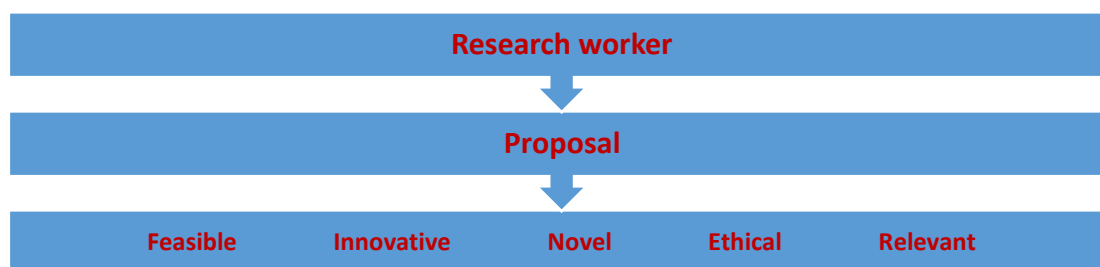 Research worker
Proposal
Feasible Innovative Novel Ethical Relevant